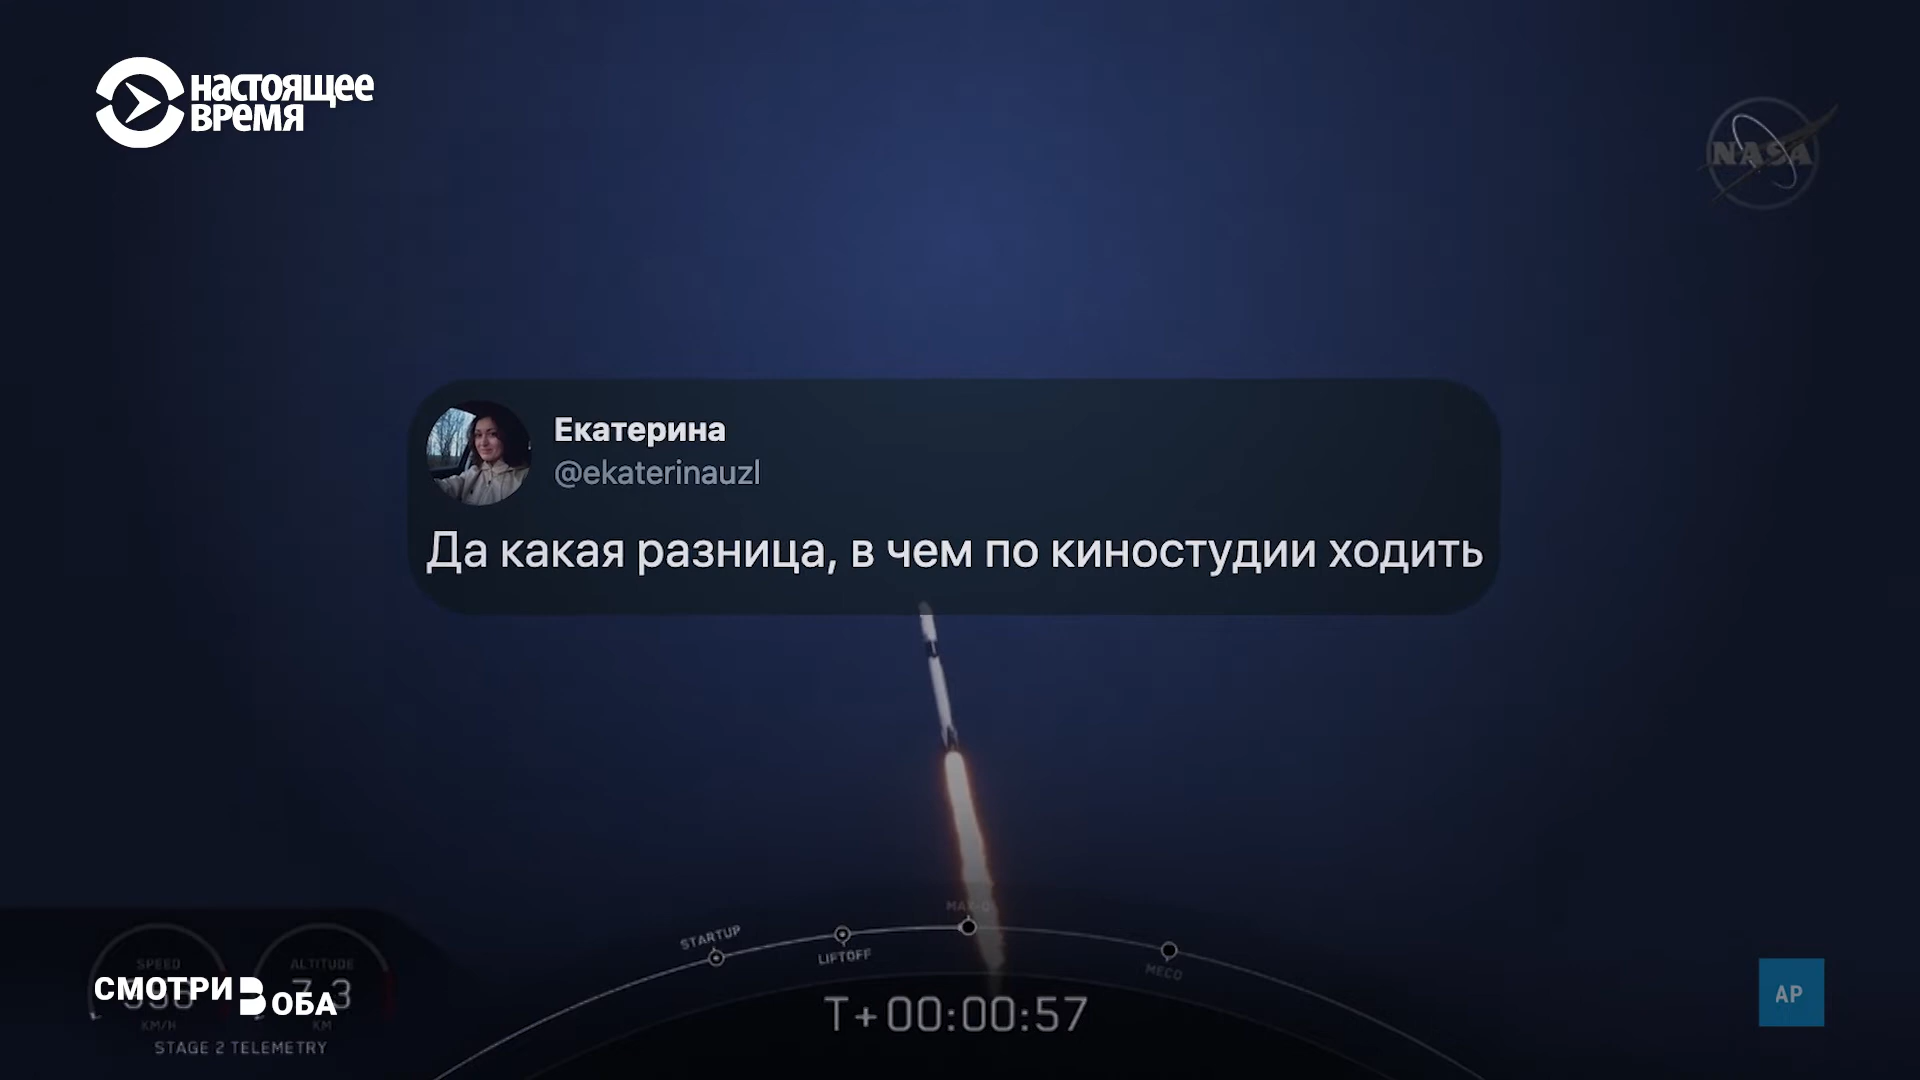 НАСТОЯЩЕЕ
ВРЕМЯ
NASA
Екатерина
@ekaterinauzl
Да какая разница, в чем по киностудии ходить
STARTUP
LIFTOFF
MAX-Q
MECO
T+00:00:57
SPEED
KM/H
ALTITUDE
KM
STAGE 2 TELEMETRY
СМОТРИ В ОБА
AP